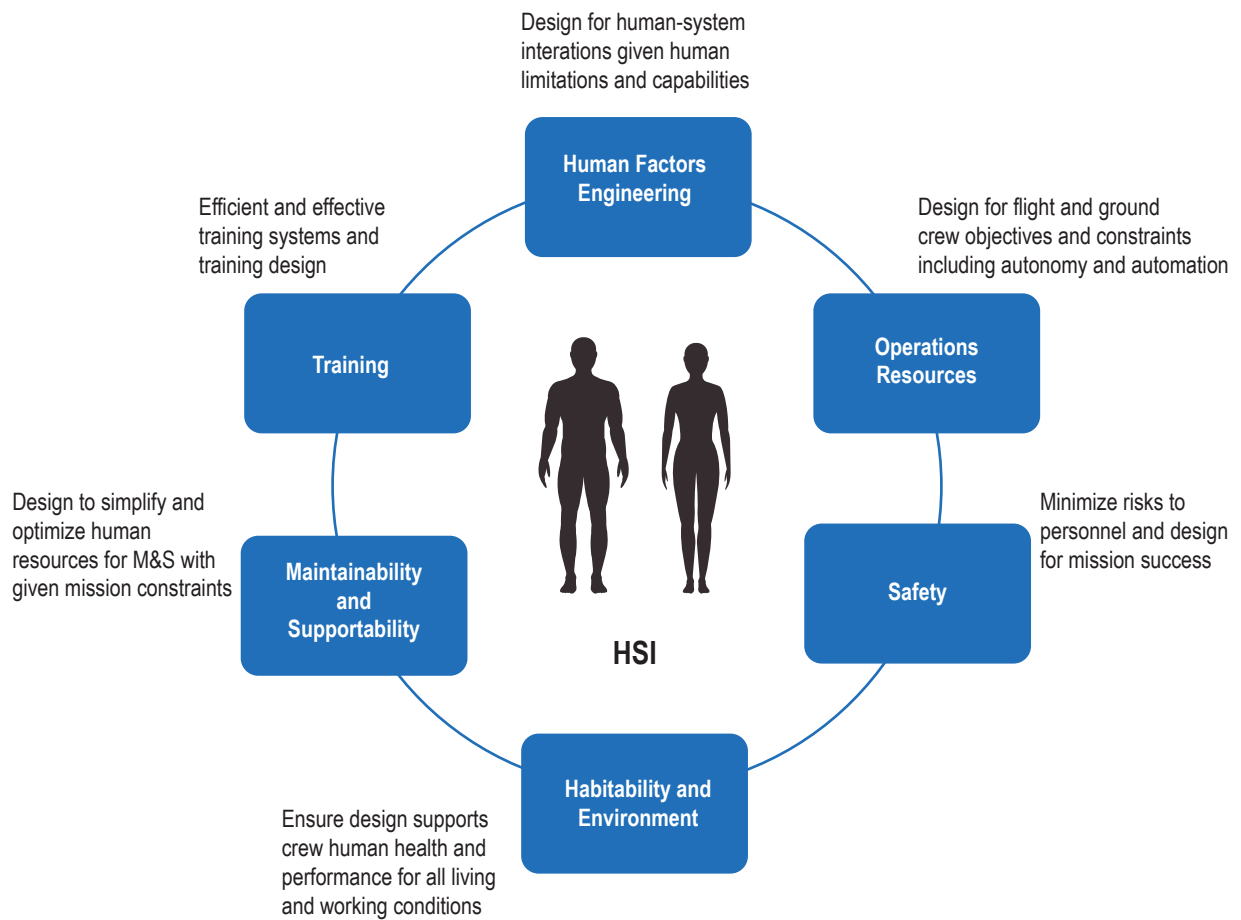 Design for human-system
interations given human
limitations and capabilities
Human Factors
Engineering
Efficient and effective
training systems and
training design
Design for flight and ground
crew objectives and constraints
including autonomy and automation
Training
Operations
Resources
Design to simplify and
optimize human
resources for M&S with
given mission constraints
Minimize risks to
personnel and design
for mission success
Maintainability
and
Supportability
Safety
HSI
Habitability and
Environment
Ensure design supports
crew human health and
performance for all living
and working conditions